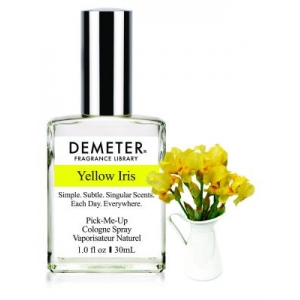 DEMETER®
FRAGRANCE LIBRARY
Yellow Iris
Simple. Subtle. Singular Scents.
Each Day. Everywhere.
Pick-Me-Up
Cologne Spray
Vaporisateur Naturel
1.0 fl oz I 30mL